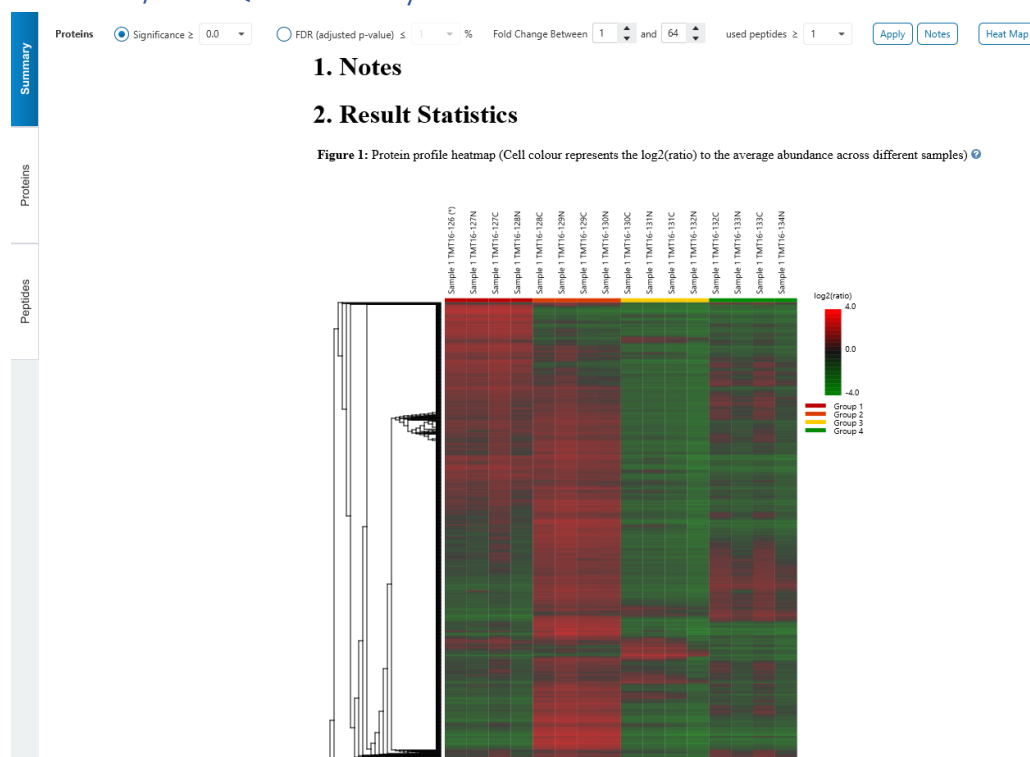 Summary
Proteins
Peptides
Proteins Significance ≥ 0.0 FDR (adjusted p-value) ≤ 1 % Fold Change Between 1 and 64 used peptides ≥ 1 Apply Notes Heat Map
1. Notes
2. Result Statistics
Figure 1: Protein profile heatmap (Cell colour represents the log2(ratio) to the average abundance across different samples)
Sample 1 TMT16-126 (*)
Sample 1 TMT16-127N
Sample 1 TMT16-127C
Sample 1 TMT16-128N
Sample 1 TMT16-128C
Sample 1 TMT16-129N
Sample 1 TMT16-129C
Sample 1 TMT16-130N
Sample 1 TMT16-130C
Sample 1 TMT16-131N
Sample 1 TMT16-131C
Sample 1 TMT16-132N
Sample 1 TMT16-132C
Sample 1 TMT16-133N
Sample 1 TMT16-133C
Sample 1 TMT16-134N
log2(ratio)
4.0
0.0
-4.0
Group 1
Group 2
Group 3
Group 4